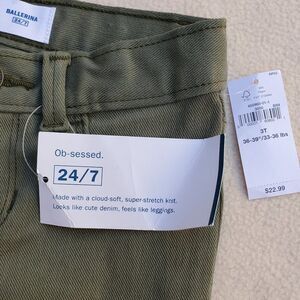 BALLERINA
24/7
Ob-sessed.
24/7
Made with a cloud-soft, super-stretch knit.
Looks like cute denim, feels like leggings.
3T
36-39"/33-36 lbs
$22.99